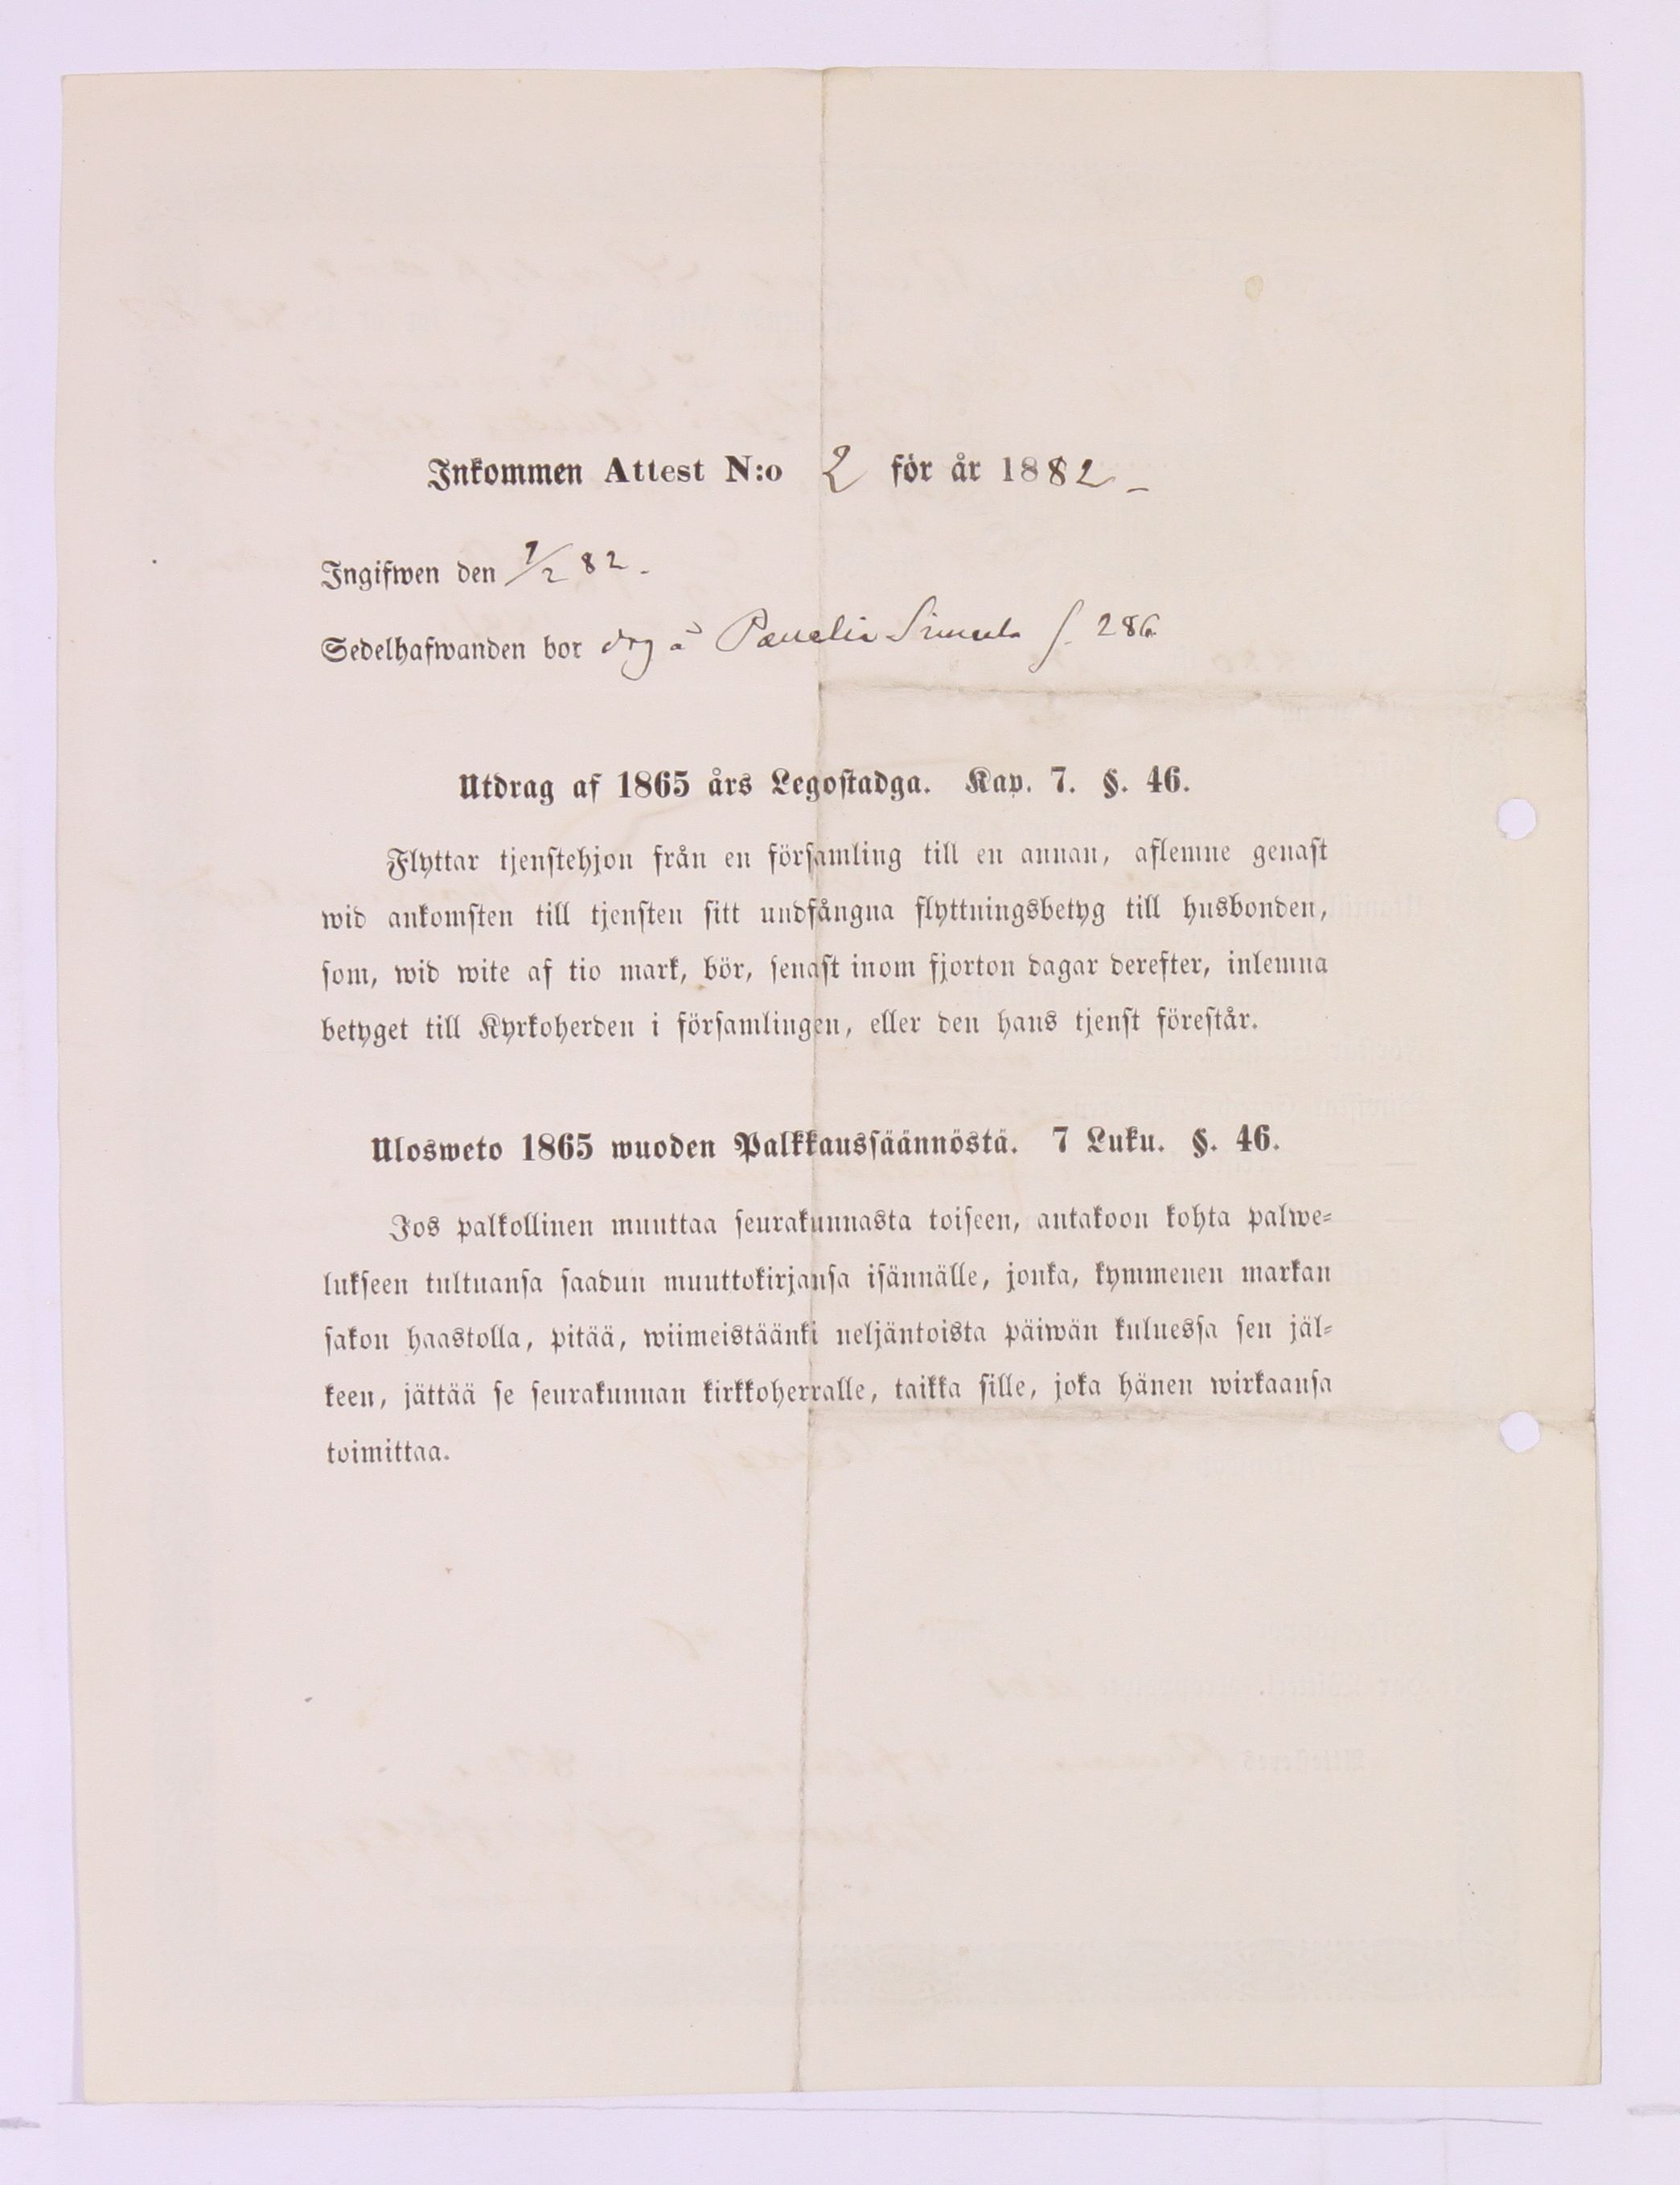 Inkommen Attest N:o 2 för år 1882 -
Ingifwen den 7/2 82 -
Sedelhafwanden bor drg å Panelia Simula f. 286
Utdrag af 1865 års Legostadga. Kap. 7. §. 46.
Flyttar tjenstehjon från en församling till en annan, aflemne genast
wid ankomsten till tjensten sitt undfångna flyttningsbetyg till husbonden,
som, wid wite af tio mark, bör, senast inom fjorton dagar derefter, inlemna
betyget till Kyrkoherden i församlingen, eller den hans tjenst förestår.
Ulosweto 1865 wuoden Palkkaussäännöstä. 7 Luku. §. 46.
Jos palkollinen muuttaa seurakunnasta toiseen, antakoon kohta palwe-
lukseen tultuansa saadun muuttokirjansa isännälle, jonka, kymmenen markan
sakon haastolla, pitää, wiimeistäänki neljäntoista päiwän kuluessa sen jäl-
keen, jättää se seurakunnan kirkkoherralle, taikka sille, joka hänen wirkaansa
toimittaa.